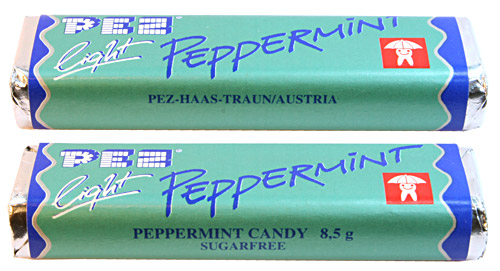 PEZ
light PEPPERMINT
PEZ-HAAS-TRAUN/AUSTRIA
PEZ
light PEPPERMINT
PEPPERMINT CANDY 8,5 g
SUGARFREE